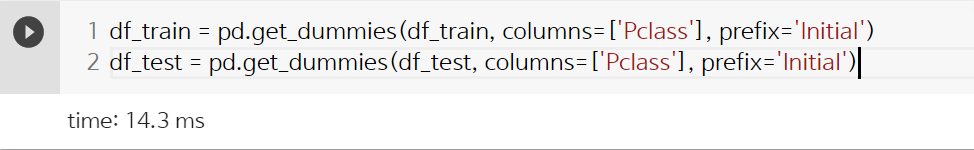 1 df_train = pd.get_dummies(df_train, columns=['Pclass'], prefix='Initial')
2 df_test = pd.get_dummies(df_test, columns=['Pclass'], prefix='Initial')
time: 14.3 ms